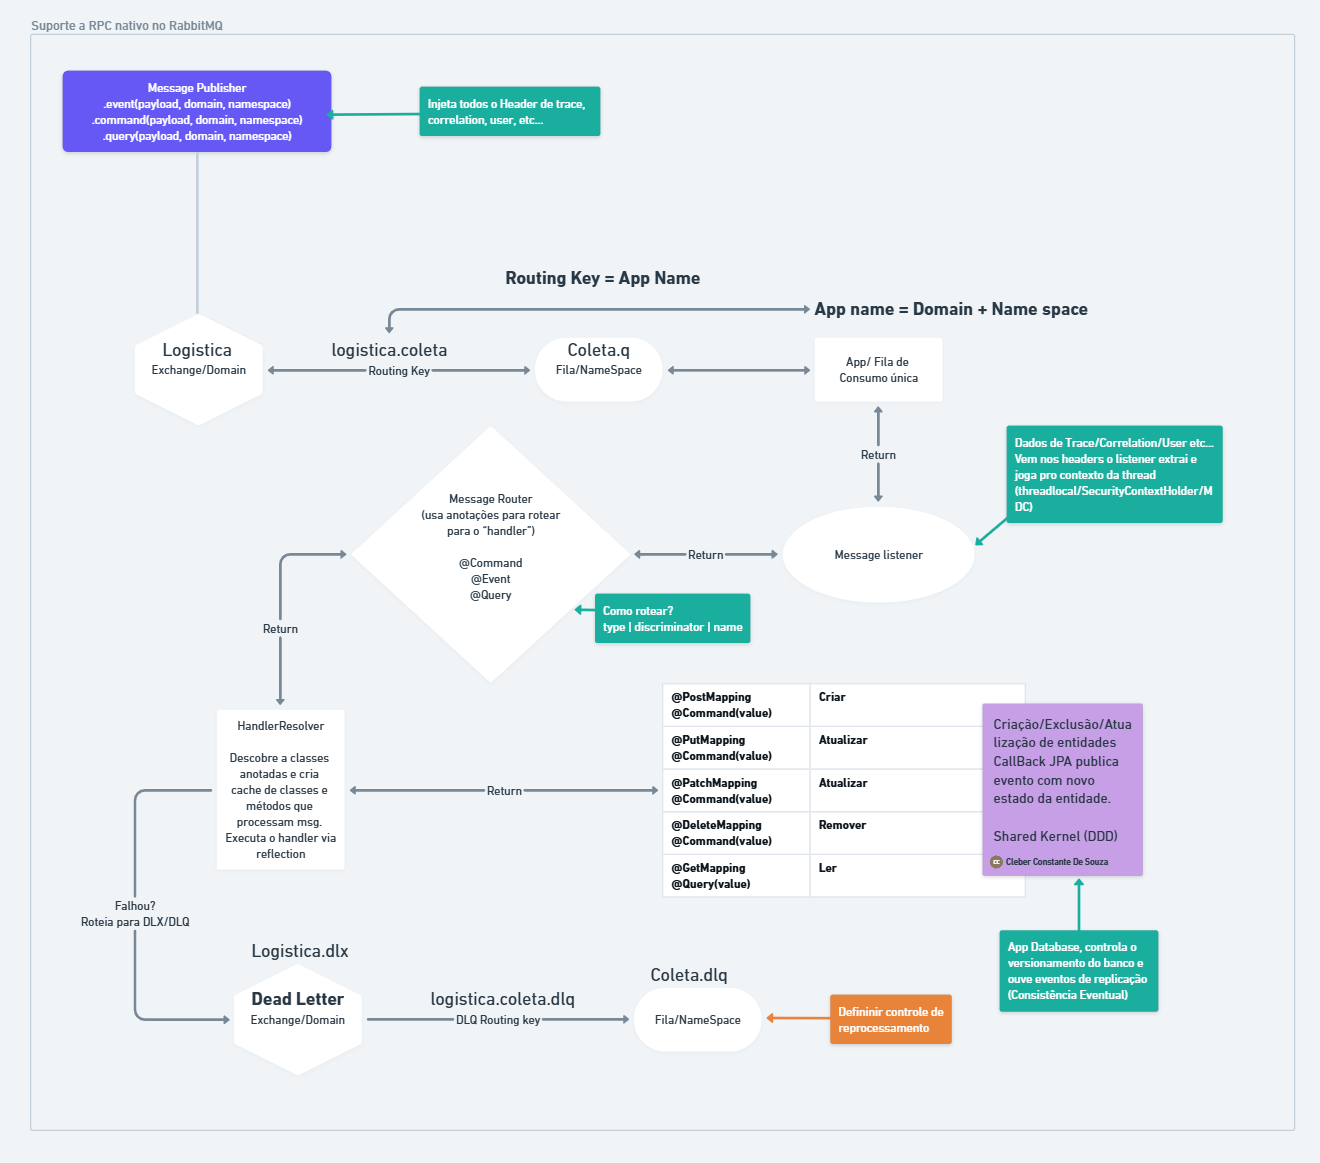 Suporte a RPC nativo no RabbitMQ
Message Publisher
.event(payload, domain, namespace)
.command(payload, domain, namespace)
.query(payload, domain, namespace)
Injeta todos o Header de trace,
correlation, user, etc...
Routing Key = App Name
App name = Domain + Name space
Logistica
Exchange/Domain
logistica.coleta
Routing Key
Coleta.q
Fila/NameSpace
App/ Fila de
Consumo única
Return
Dados de Trace/Correlation/User etc...
Vem nos headers o listener extrai e
joga pro contexto da thread
(threadlocal/SecurityContextHolder/M
DC)
Message Router
(usa anotações para rotear
para o “handler”)
@Command
@Event
@Query
Return
Message listener
Como rotear?
type | discriminator | name
Return
HandlerResolver
Descobre a classes
anotadas e cria
cache de classes e
métodos que
processam msg.
Executa o handler via
reflection
Return
@PostMapping
@Command(value)
Criar
@PutMapping
@Command(value)
Atualizar
@PatchMapping
@Command(value)
Atualizar
@DeleteMapping
@Command(value)
Remover
@GetMapping
@Query(value)
Ler
Criação/Exclusão/Atua
lização de entidades
CallBack JPA publica
evento com novo
estado da entidade.
Shared Kernel (DDD)
CC Cleber Constante De Souza
Falhou?
Roteia para DLX/DLQ
App Database, controla o
versionamento do banco e
ouve eventos de replicação
(Consistência Eventual)
Logistica.dlx
Dead Letter
Exchange/Domain
logistica.coleta.dlq
DLQ Routing key
Coleta.dlq
Fila/NameSpace
Defininir controle de
reprocessamento